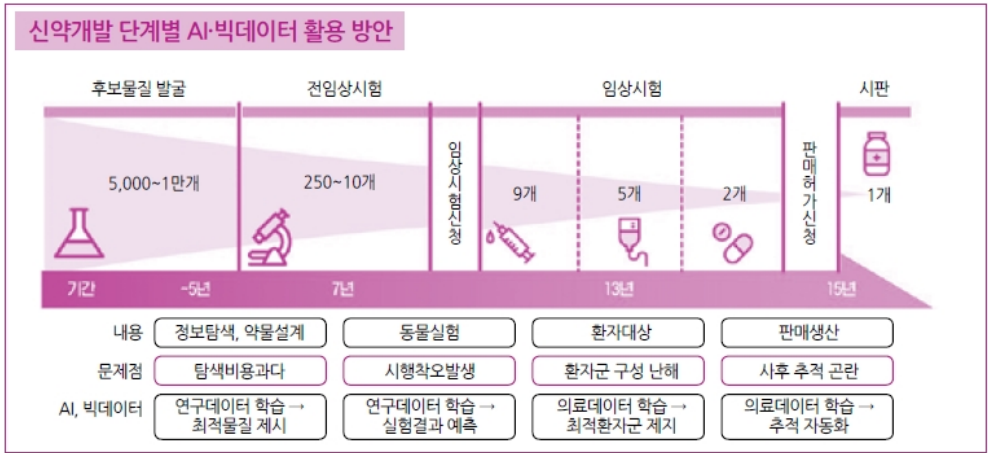 신약개발 단계별 AI·빅데이터 활용 방안
후보물질 발굴
전임상시험
임상시험
시판
임상시험신청
판매허가신청
5,000~1만개
250~10개
9개
5개
2개
1개
기간
~5년
7년
13년
15년
내용
정보탐색, 약물설계
동물실험
환자대상
판매생산
문제점
탐색비용과다
시행착오발생
환자군 구성 난해
사후 추적 곤란
AI, 빅데이터
연구데이터 학습 →
최적물질 제시
연구데이터 학습 →
실험결과 예측
의료데이터 학습 →
최적환자군 제지
의료데이터 학습 →
추적 자동화